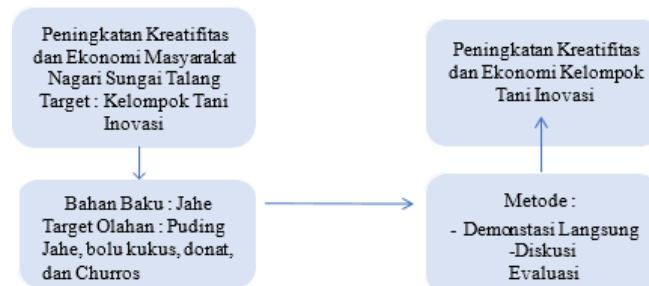 Peningkatan Kreatifitas
dan Ekonomi Masyarakat
Nagari Sungai Talang
Target : Kelompok Tani
Inovasi
Bahan Baku : Jahe
Target Olahan : Puding
Jahe, bolu kukus, donat,
dan Churros
Metode :
- Demonstasi Langsung
-Diskusi
Evaluasi
Peningkatan Kreatifitas
dan Ekonomi Kelompok
Tani Inovasi